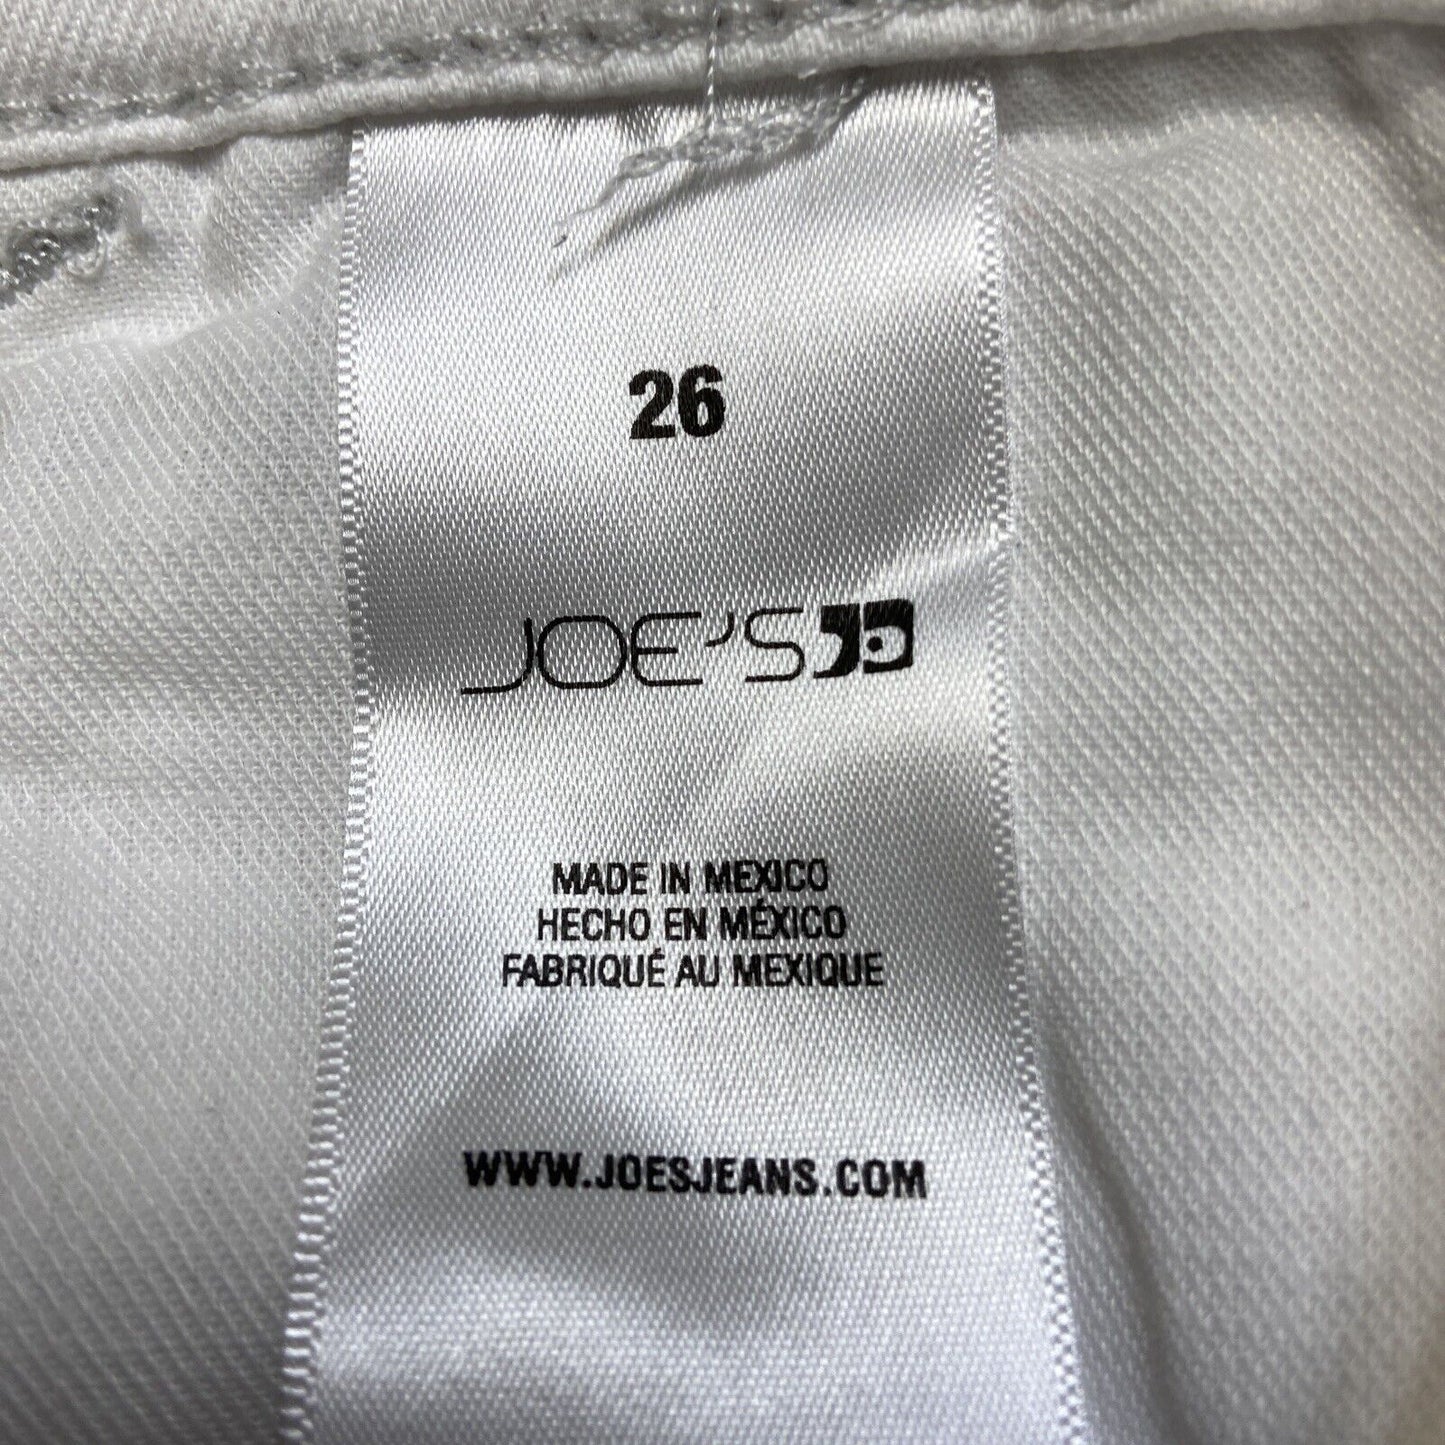 26
JOE'S
MADE IN MEXICO
HECHO EN MÉXICO
FABRIQUÉ AU MEXIQUE
WWW.JOESJEANS.COM